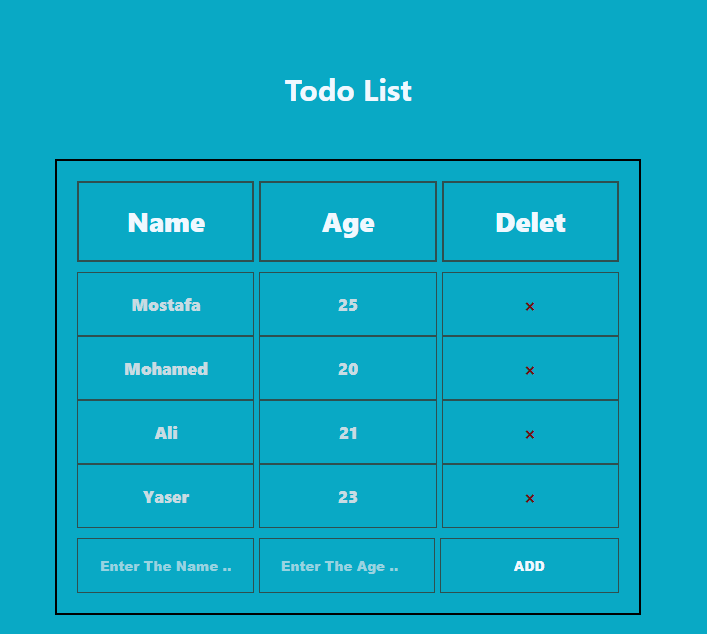 Todo List
Name Age Delet
Mostafa 25 ×
Mohamed 20 ×
Ali 21 ×
Yaser 23 ×
Enter The Name .. Enter The Age .. ADD